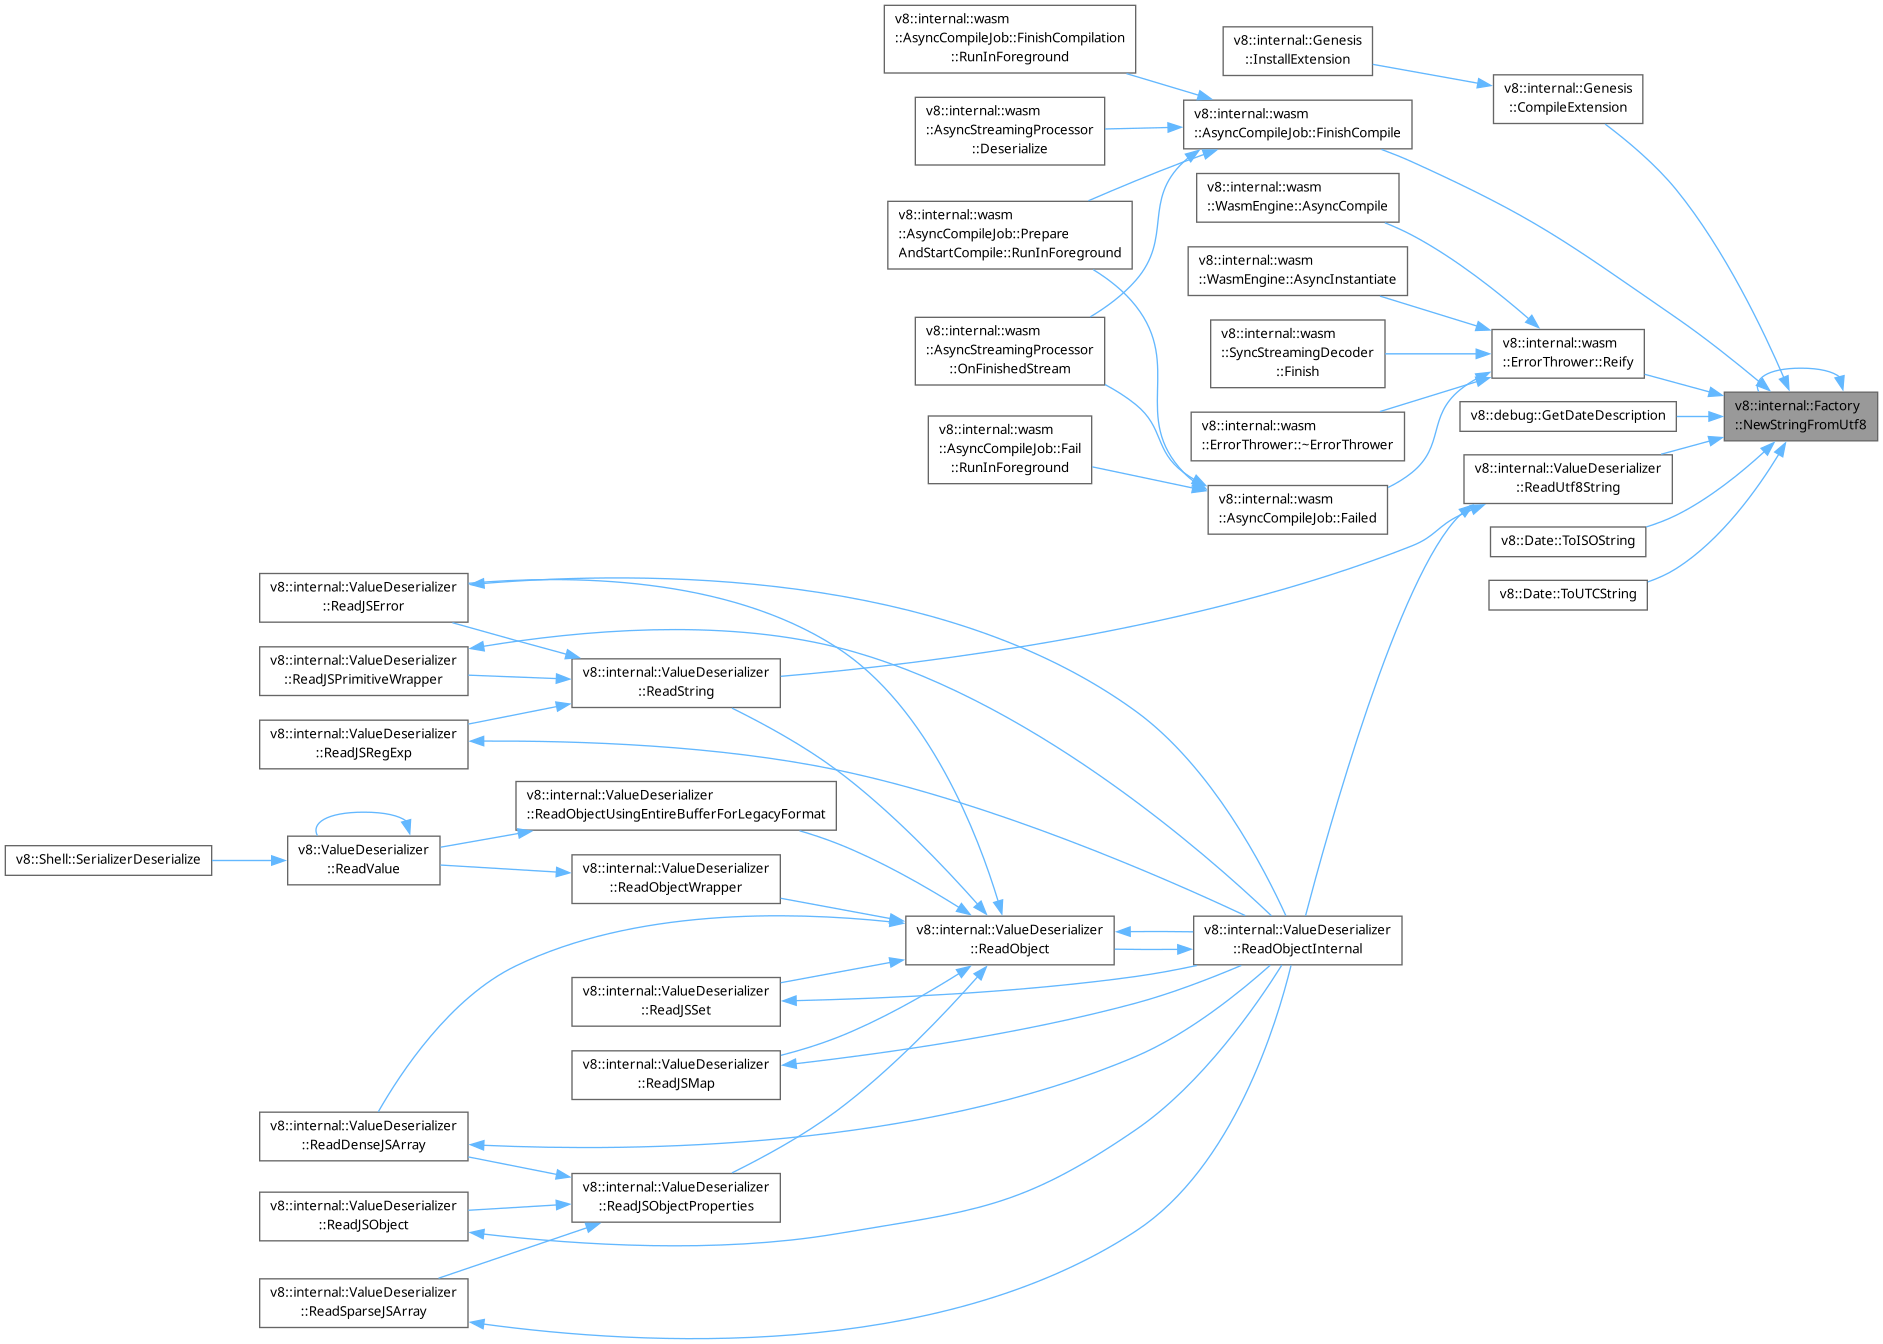 v8::internal::wasm
::AsyncCompileJob::FinishCompilation
::RunInForeground
v8::internal::Genesis
::InstallExtension
v8::internal::Genesis
::CompileExtension
v8::internal::wasm
::AsyncStreamingProcessor
::Deserialize
v8::internal::wasm
::AsyncCompileJob::FinishCompile
v8::internal::wasm
::WasmEngine::AsyncCompile
v8::internal::wasm
::AsyncCompileJob::Prepare
AndStartCompile::RunInForeground
v8::internal::wasm
::WasmEngine::AsyncInstantiate
v8::internal::wasm
::AsyncStreamingProcessor
::OnFinishedStream
v8::internal::wasm
::SyncStreamingDecoder
::Finish
v8::internal::wasm
::ErrorThrower::Reify
v8::internal::Factory
::NewStringFromUtf8
v8::debug::GetDateDescription
v8::internal::wasm
::ErrorThrower::~ErrorThrower
v8::internal::wasm
::AsyncCompileJob::Fail
::RunInForeground
v8::internal::ValueDeserializer
::ReadUtf8String
v8::internal::wasm
::AsyncCompileJob::Failed
v8::Date::ToISOString
v8::Date::ToUTCString
v8::internal::ValueDeserializer
::ReadJSError
v8::internal::ValueDeserializer
::ReadJSPrimitiveWrapper
v8::internal::ValueDeserializer
::ReadString
v8::internal::ValueDeserializer
::ReadJSRegExp
v8::internal::ValueDeserializer
::ReadObjectUsingEntireBufferForLegacyFormat
v8::Shell::SerializerDeserialize
v8::ValueDeserializer
::ReadValue
v8::internal::ValueDeserializer
::ReadObjectWrapper
v8::internal::ValueDeserializer
::ReadObject
v8::internal::ValueDeserializer
::ReadObjectInternal
v8::internal::ValueDeserializer
::ReadJSSet
v8::internal::ValueDeserializer
::ReadJSMap
v8::internal::ValueDeserializer
::ReadDenseJSArray
v8::internal::ValueDeserializer
::ReadJSObjectProperties
v8::internal::ValueDeserializer
::ReadJSObject
v8::internal::ValueDeserializer
::ReadSparseJSArray